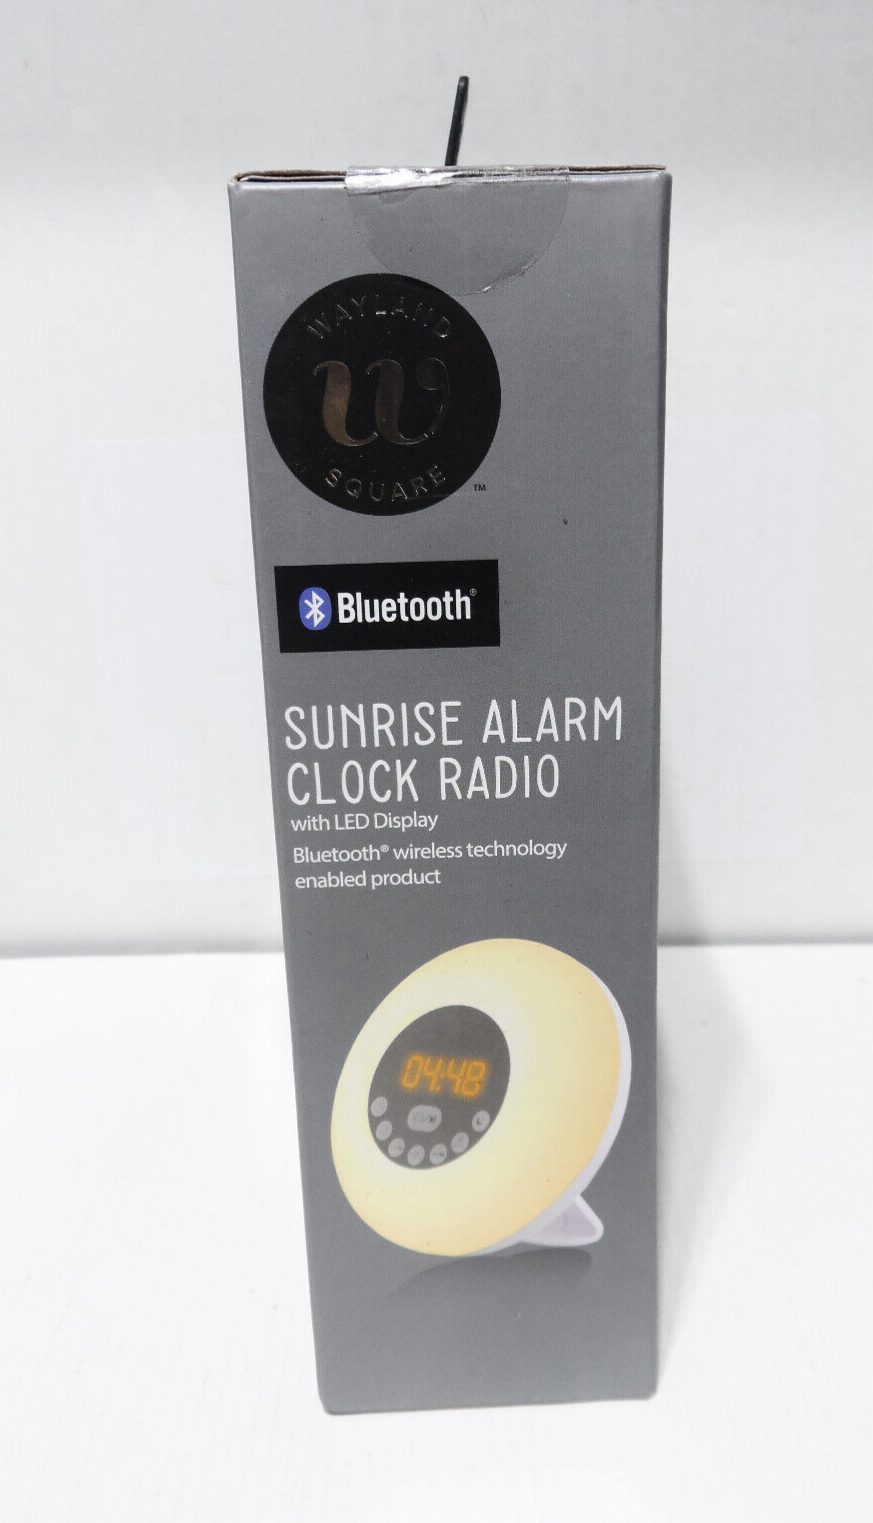 WAYLAND
W
SQUARE
™
Bluetooth®
SUNRISE ALARM
CLOCK RADIO
with LED Display
Bluetooth® wireless technology
enabled product
04:48